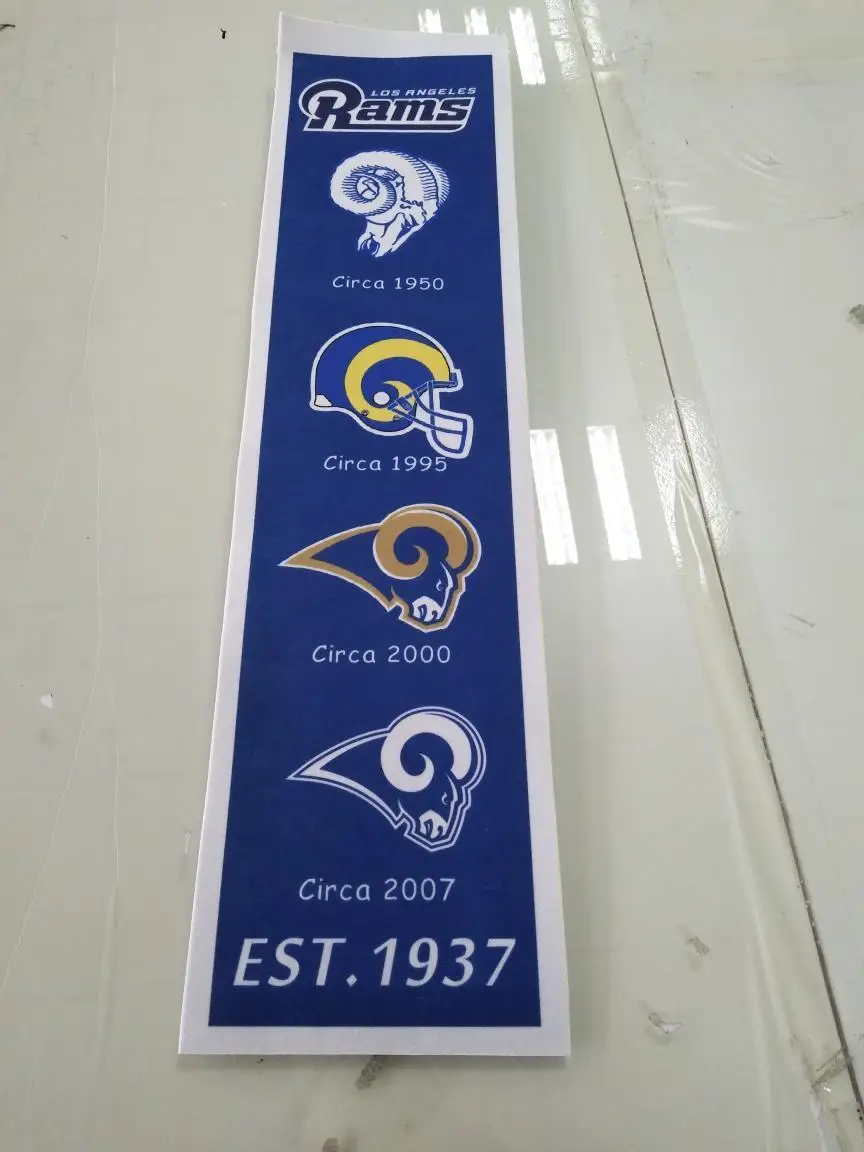 LOS ANGELES
Rams
Circa 1950
Circa 1995
Circa 2000
Circa 2007
EST.1937